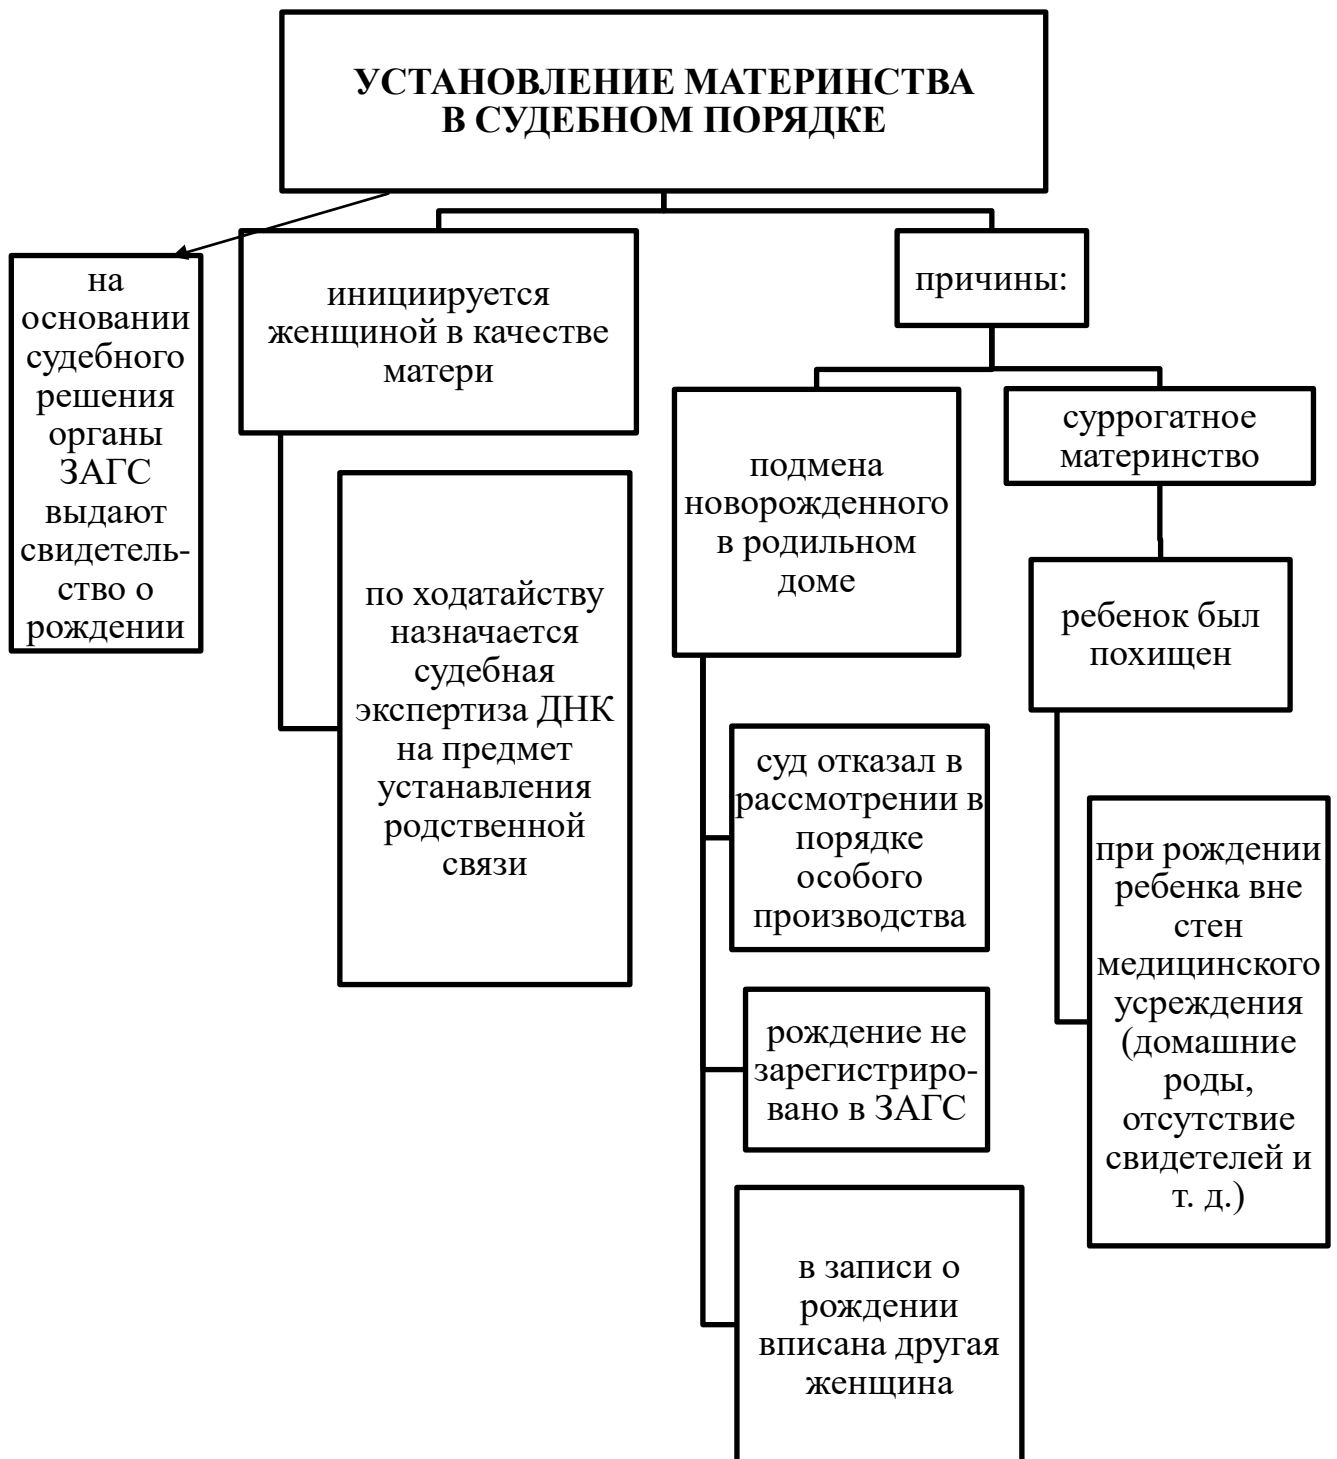 УСТАНОВЛЕНИЕ МАТЕРИНСТВА
В СУДЕБНОМ ПОРЯДКЕ
на
основании
судебного
решения
органы
ЗАГС
выдают
свидетель-
ство о
рождении
инициируется
женщиной в качестве
матери
по ходатайству
назначается
судебная
экспертиза ДНК
на предмет
устанавления
родственной
связи
причины:
подмена
новорожденного
в родильном
доме
суд отказал в
рассмотрении в
порядке
особого
производства
рождение не
зарегистриро-
вано в ЗАГС
в записи о
рождении
вписана другая
женщина
суррогатное
материнство
ребенок был
похищен
при рождении
ребенка вне
стен
медицинского
усреждения
(домашние
роды,
отсутствие
свидетелей и
т. д.)